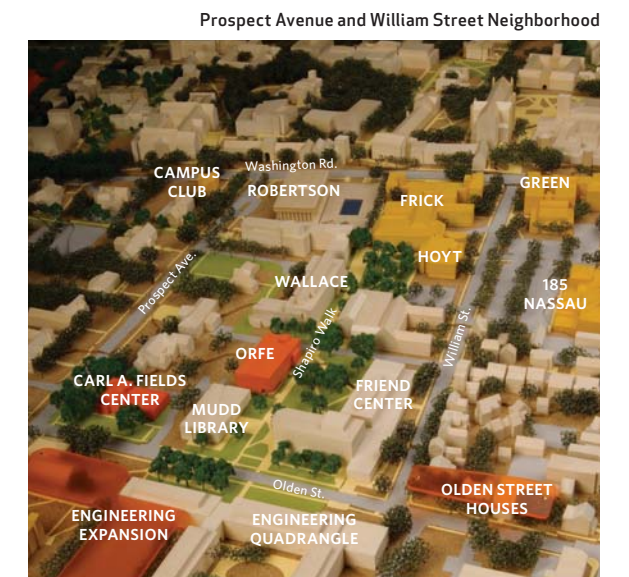 Prospect Avenue and William Street Neighborhood
Washington Rd.
CAMPUS
CLUB
ROBERTSON
FRICK
GREEN
HOYT
Prospect Ave.
WALLACE
185
NASSAU
Shapiro Walk
William St.
ORFE
CARL A. FIELDS
CENTER
MUDD
LIBRARY
FRIEND
CENTER
Olden St.
OLDEN STREET
HOUSES
ENGINEERING
EXPANSION
ENGINEERING
QUADRANGLE